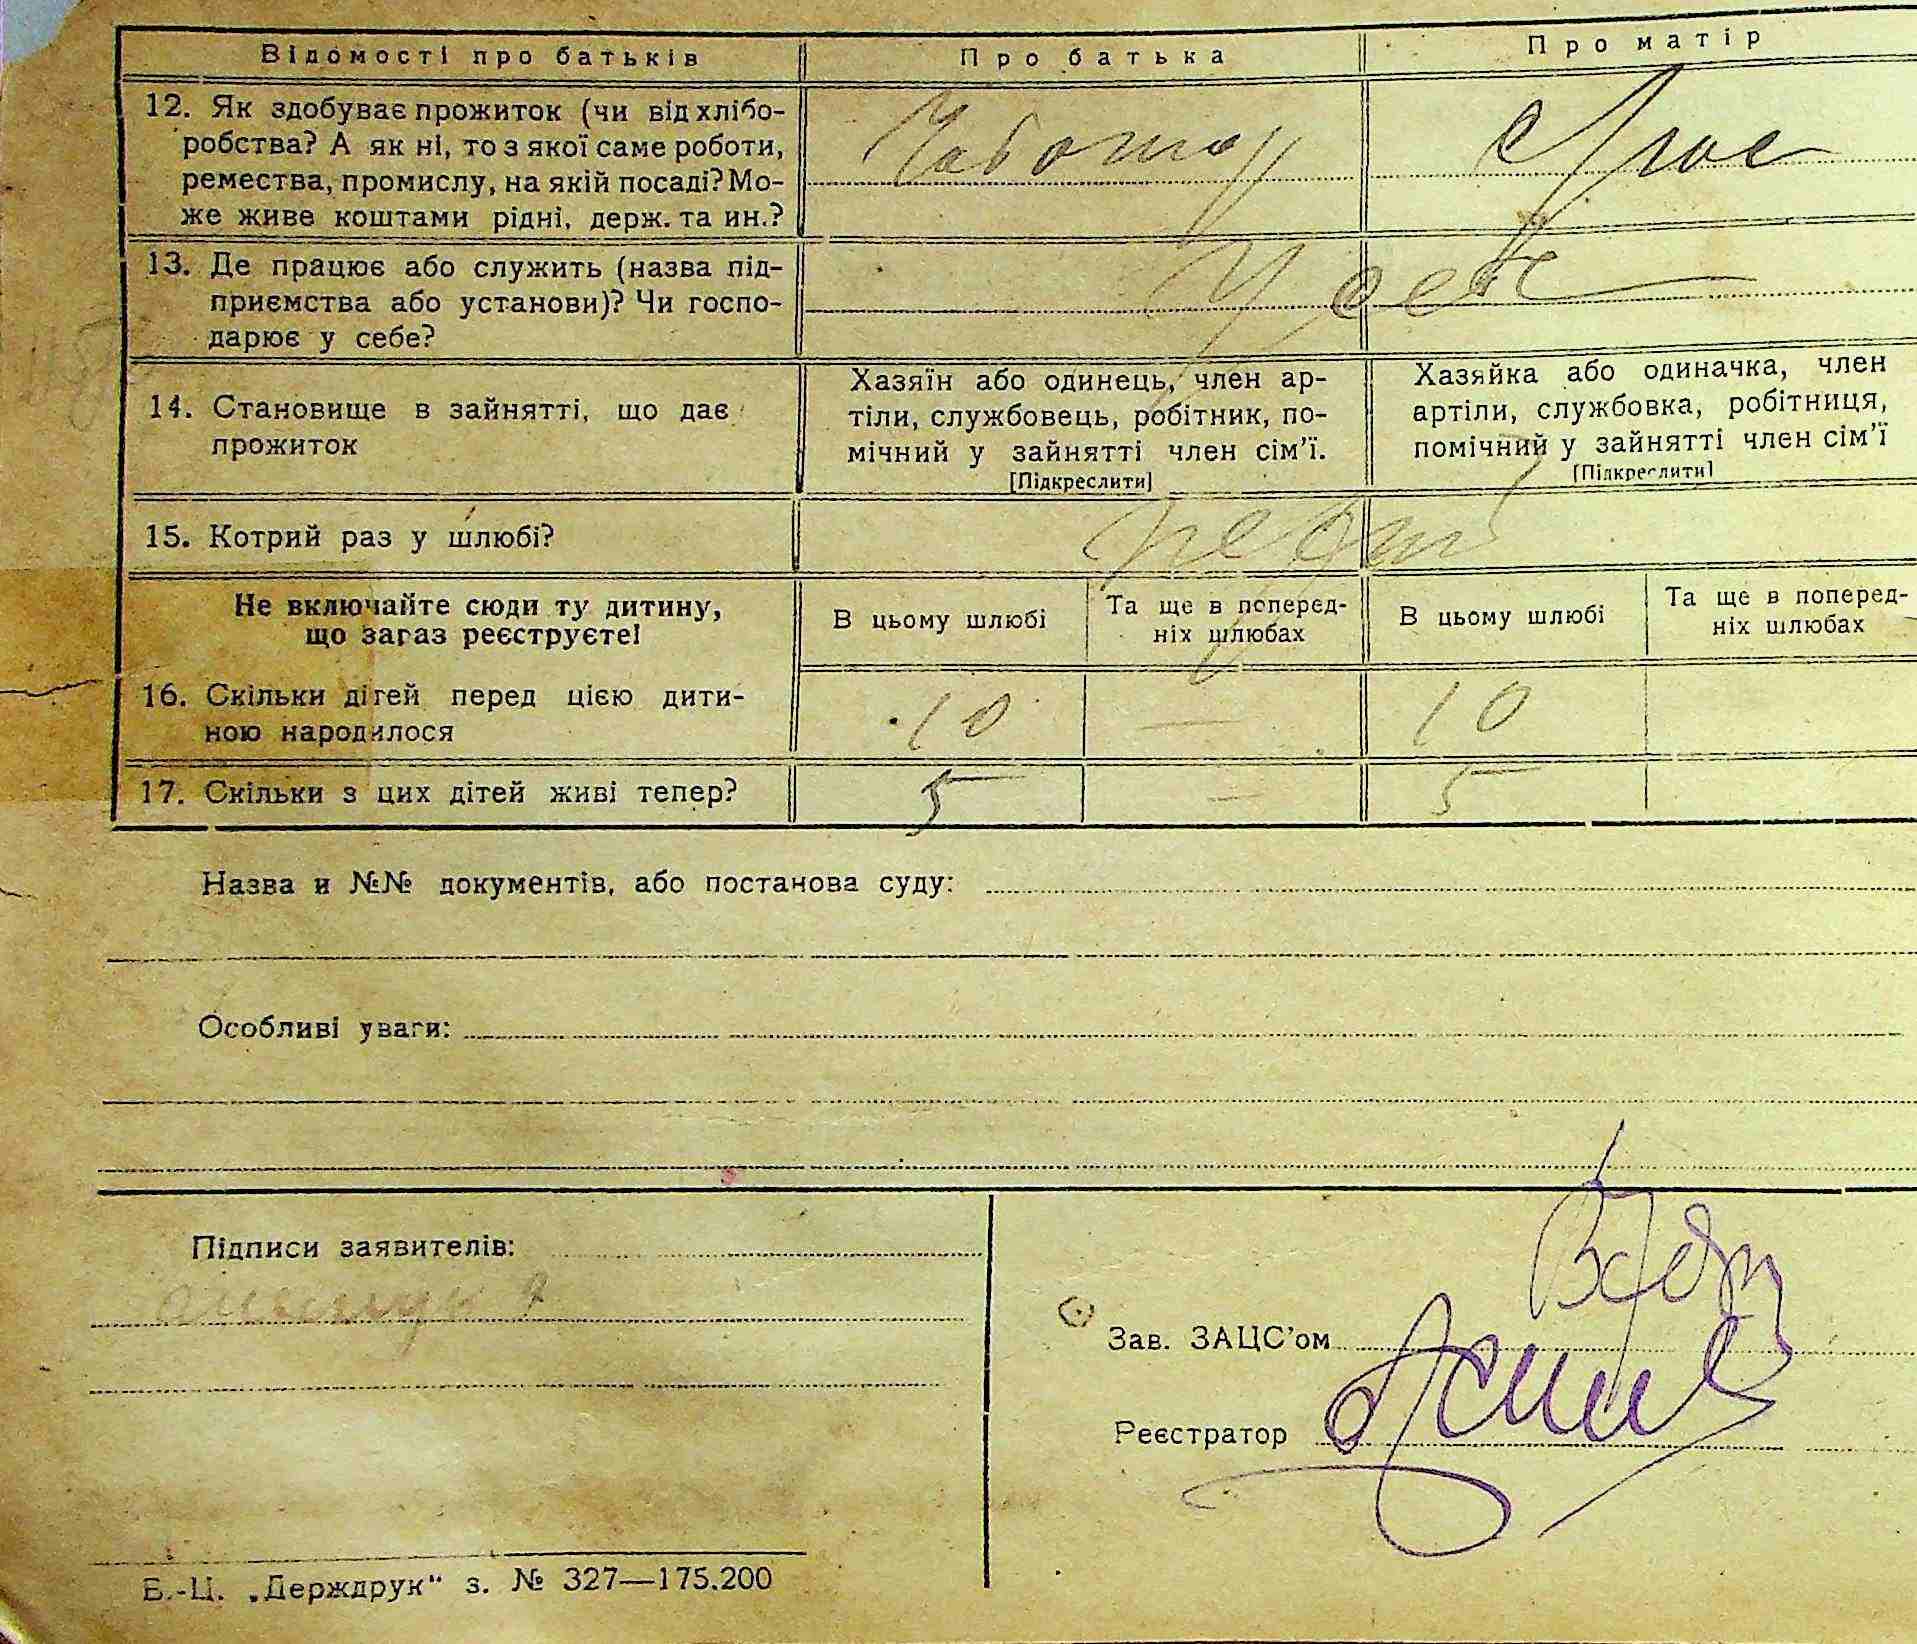 Відомості про батьків Про батька Про матір
12. Як здобуває прожиток (чи від хлібо-
робства? А як ні, то з якої саме роботи,
ремества, промислу, на якій посаді? Мо-
же живе коштами рідні, держ. та ин.?
13. Де працює або служить (назва під-
приємства або установи)? Чи госпо-
дарює у себе?
14. Становище в зайнятті, що дає
прожиток
Хазяїн або одинець, член ар-
тіли, службовець, робітник, по-
мічний у зайнятті член сім'ї.
[Підкреслити]
Хазяйка або одиначка, член
артіли, службовка, робітниця,
помічний у зайнятті член сім'ї
[Підкреслити]
15. Котрий раз у шлюбі?
Не включайте сюди ту дитину,
що зараз реєструєте!
В цьому шлюбі
Та ще в поперед-
ніх шлюбах
В цьому шлюбі
Та ще в поперед-
ніх шлюбах
16. Скільки дітей перед цією дити-
ною народилося
10 — 10
17. Скільки з цих дітей живі тепер? 5 — 5
Назва и №№ документів, або постанова суду:
Особливі уваги:
Підписи заявителів:
Зав. ЗАЦС'ом
Реєстратор
Б.-Ц. „Держдрук“ з. № 327—175.200